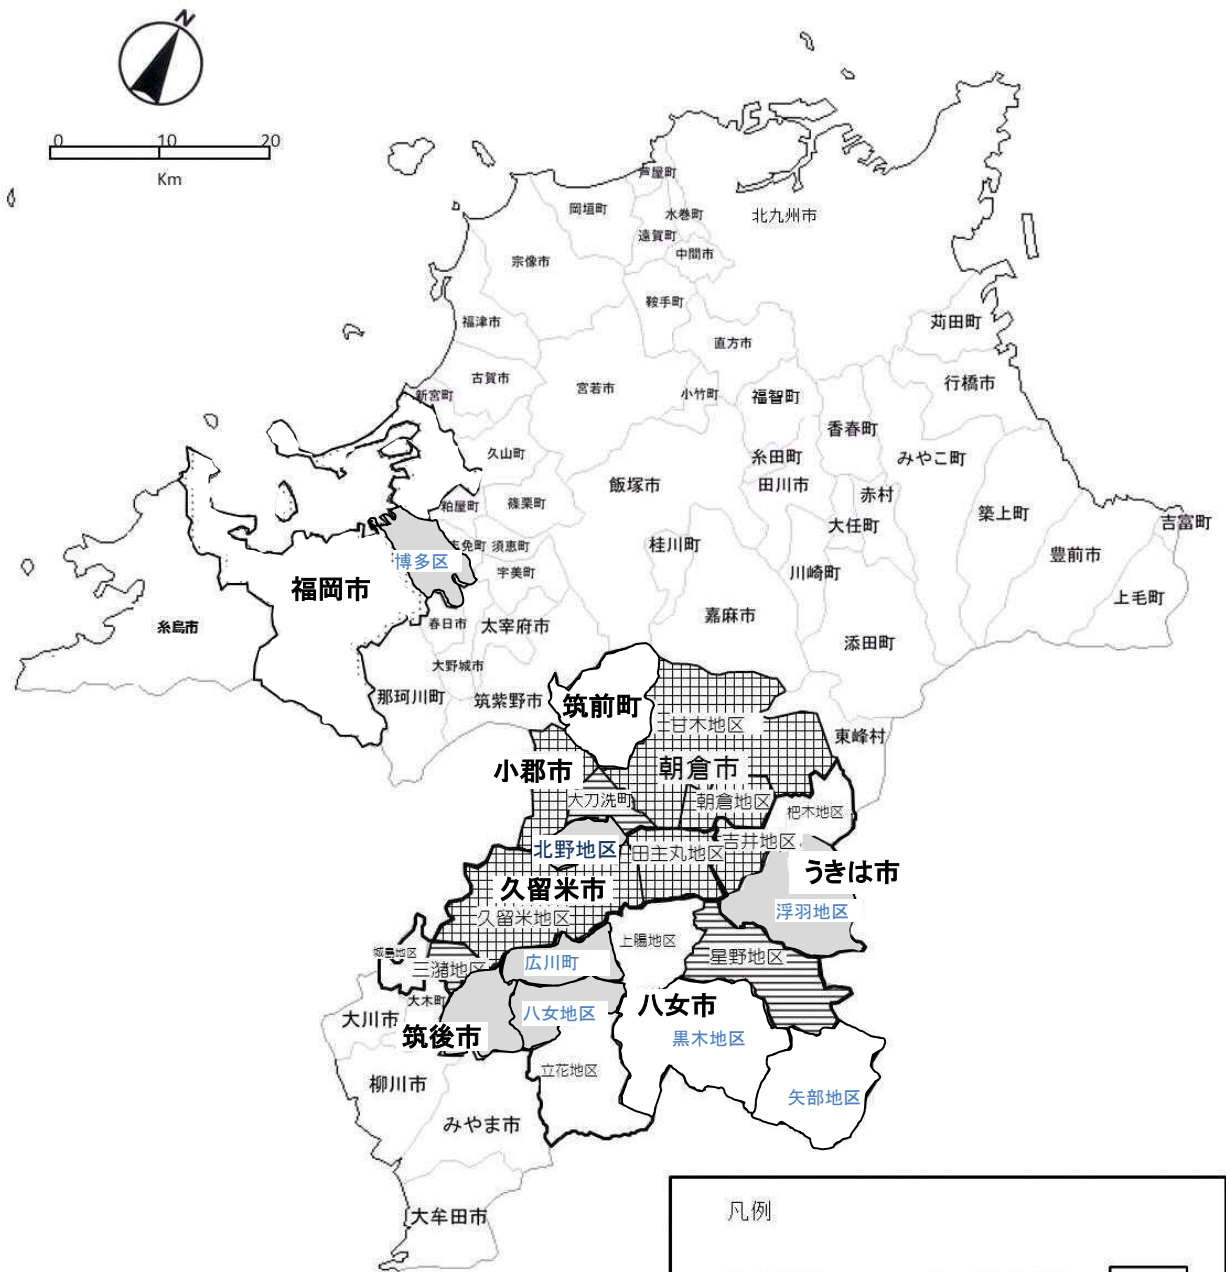 N
0 10 20
Km
芦屋町
岡垣町
水巻町
北九州市
遠賀町
中間市
宗像市
鞍手町
福津市
苅田町
直方市
古賀市
行橋市
宮若市
新宮町
小竹町
福智町
香春町
久山町
糸田町
みやこ町
飯塚市
田川市
赤村
粕屋町
篠栗町
築上町
大任町
吉富町
免町
須恵町
桂川町
博多区
豊前市
宇美町
川崎町
福岡市
上毛町
嘉麻市
糸島市
春日市
太宰府市
添田町
大野城市
那珂川町
筑紫野市
筑前町
甘木地区
東峰村
小郡市
朝倉市
大刀洗町
朝倉地区
杷木地区
北野地区
田主丸地区
吉井地区
うきは市
久留米市
浮羽地区
久留米地区
上陽地区
城島地区
三潴地区
広川町
星野地区
大木町
大川市
八女地区
八女市
筑後市
黒木地区
立花地区
柳川市
矢部地区
みやま市
大牟田市
凡例